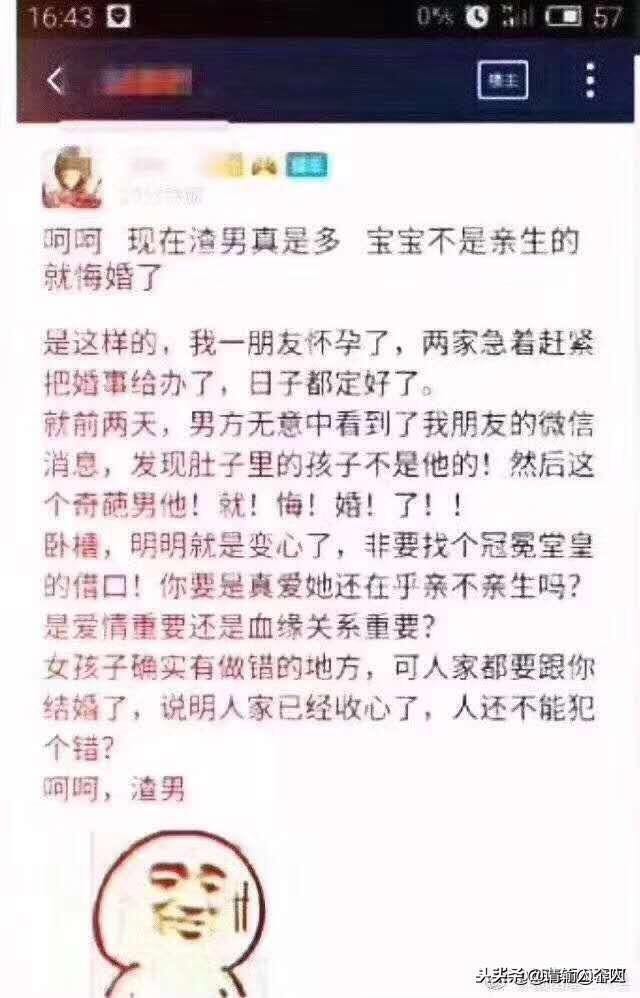 16:43
57
楼主
呵呵 现在渣男真是多 宝宝不是亲生的
就悔婚了
是这样的，我一朋友怀孕了，两家急着赶紧
把婚事给办了，日子都定好了。
就前两天，男方无意中看到了我朋友的微信
消息，发现肚子里的孩子不是他的！然后这
个奇葩男他！就！悔！婚！了！！
卧槽，明明就是变心了，非要找个冠冕堂皇
的借口！你要是真爱她还在乎亲不亲生吗？
是爱情重要还是血缘关系重要？
女孩子确实有做错的地方，可人家都要跟你
结婚了，说明人家已经收心了，人还不能犯
个错？
呵呵，渣男